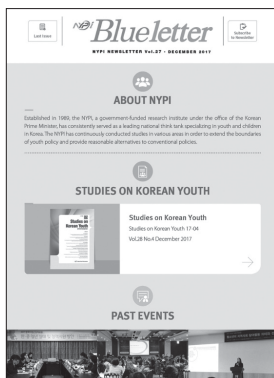 Last Issue
NYPI Blueletter
Subscribe to Newsletter
NYPI NEWSLETTER Vol.27 • DECEMBER 2017
ABOUT NYPI
Established in 1989, the NYPI, a government-funded research institute under the office of the Korean
Prime Minister, has consistently served as a leading national think tank specializing in youth and children
in Korea. The NYPI has continuously conducted studies in various areas in order to extend the boundaries
of youth policy and provide reasonable alternatives to conventional policies.
STUDIES ON KOREAN YOUTH
Studies on
Korean Youth
Studies on Korean Youth
Studies on Korean Youth 17-04
Vol.28 No.4 December 2017
PAST EVENTS